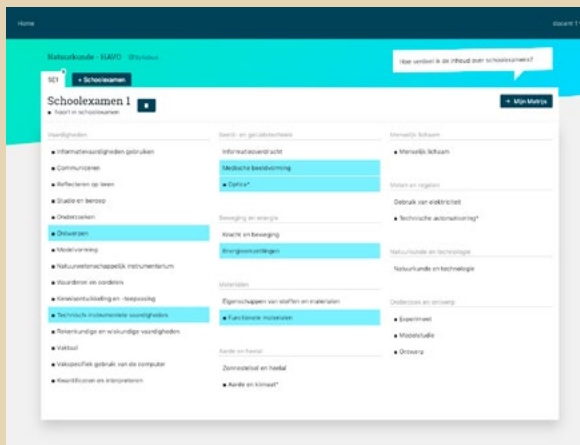 Home
docent 1
Natuurkunde - HAVO
Hoe verdeel ik de inhoud over schoolexamens?
SE1
+ Schoolexamen
Schoolexamen 1
■ hoort in schoolexamen
→ Mijn Matrijs
Vaardigheden
■ Informatievaardigheden gebruiken
■ Communiceren
■ Reflecteren op leren
■ Studie en beroep
■ Onderzoeken
■ Ontwerpen
■ Modelvorming
■ Natuurwetenschappelijk instrumentarium
■ Waarderen en oordelen
■ Kennisontwikkeling en -toepassing
■ Technisch-instrumentele vaardigheden
■ Rekenkundige en wiskundige vaardigheden
■ Vaktaal
■ Vakspecifiek gebruik van de computer
■ Kwantificeren en interpreteren
Beeld- en geluidstechniek
Informatieoverdracht
Medische beeldvorming
■ Optica*
Beweging en energie
Kracht en beweging
Energieomzettingen
Materialen
Eigenschappen van stoffen en materialen
■ Functionele materialen
Aarde en heelal
Zonnestelsel en heelal
■ Aarde en klimaat*
Menselijk lichaam
■ Menselijk lichaam
Meten en regelen
Gebruik van elektriciteit
■ Technische automatisering*
Natuurkunde en technologie
Natuurkunde en technologie
Onderzoek en ontwerp
■ Experiment
■ Modelstudie
■ Ontwerp